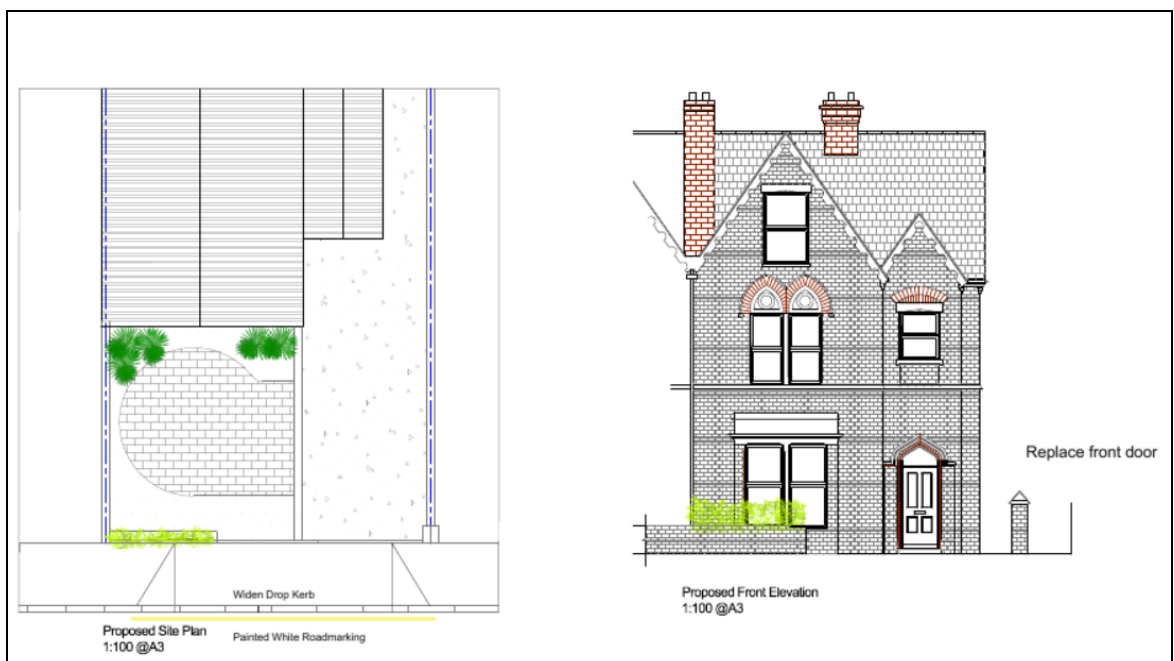 Replace front door
Widen Drop Kerb
Proposed Site Plan
1:100 @A3
Painted White Roadmarking
Proposed Front Elevation
1:100 @A3